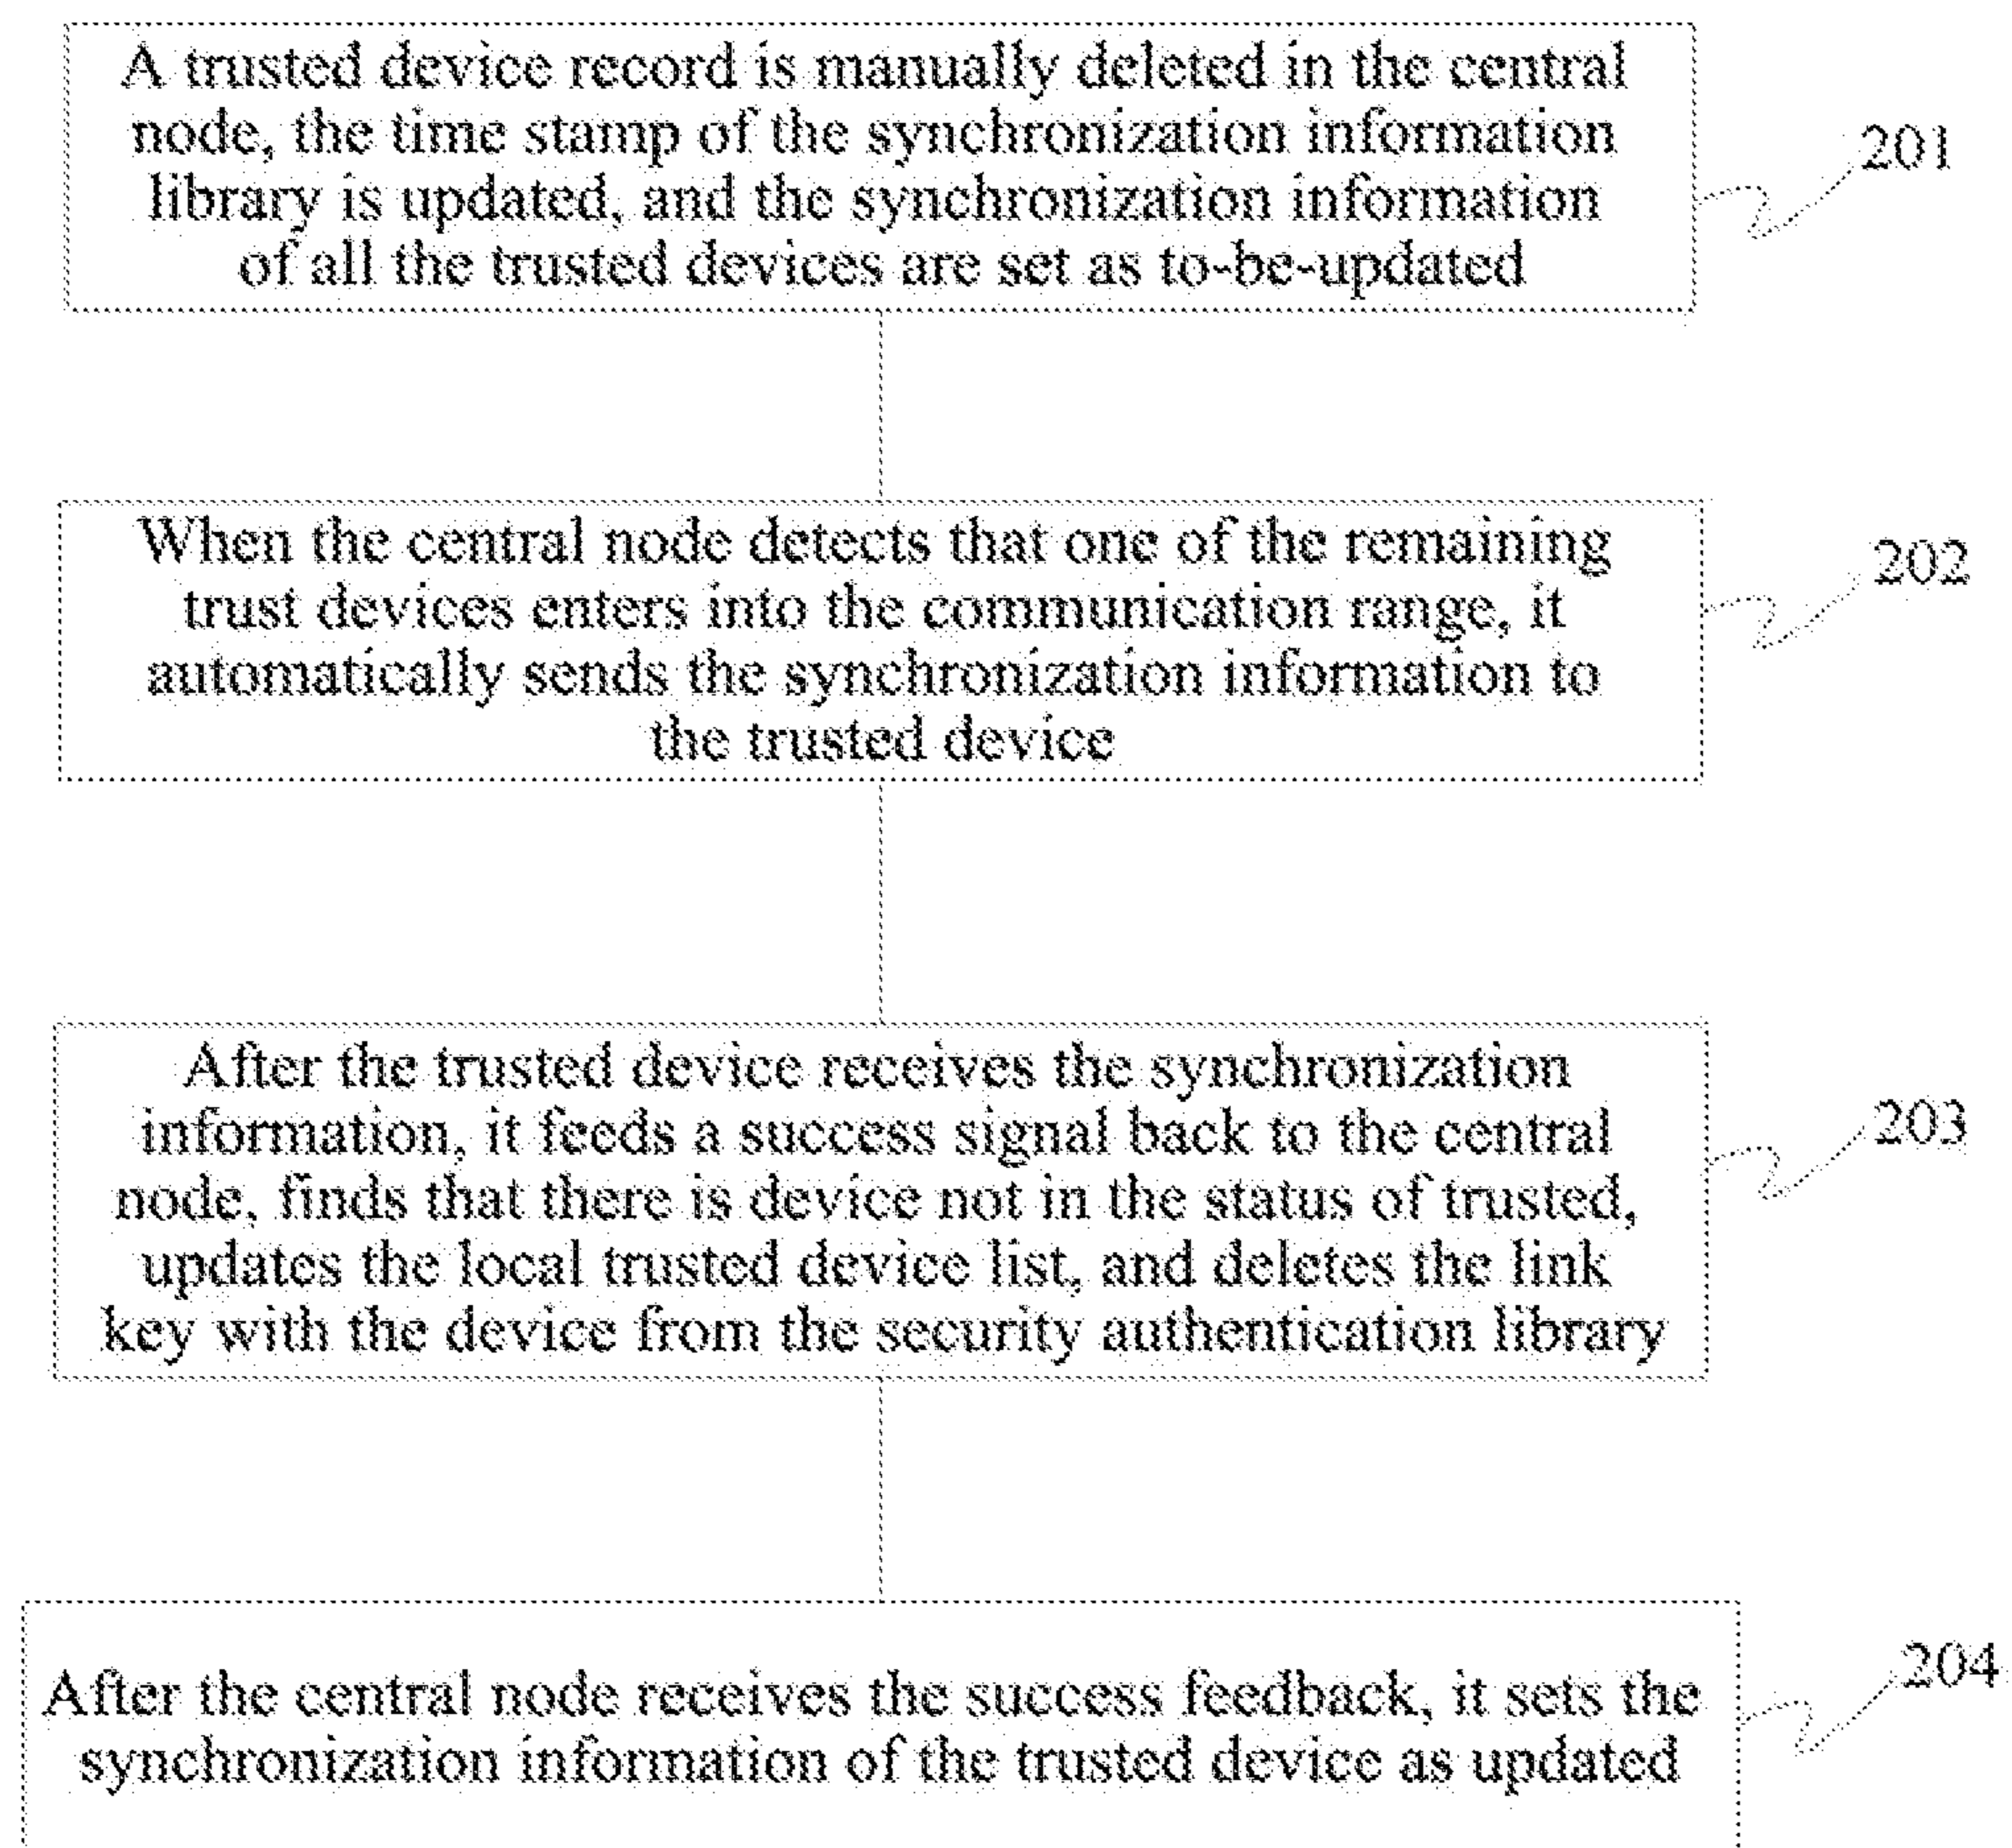 A trusted device record is manually deleted in the central
node, the time stamp of the synchronization information
library is updated, and the synchronization information
of all the trusted devices are set as to-be-updated
201
When the central node detects that one of the remaining
trust devices enters into the communication range, it
automatically sends the synchronization information to
the trusted device
202
After the trusted device receives the synchronization
information, it feeds a success signal back to the central
node, finds that there is device not in the status of trusted,
updates the local trusted device list, and deletes the link
key with the device from the security authentication library
203
After the central node receives the success feedback, it sets the
synchronization information of the trusted device as updated
204